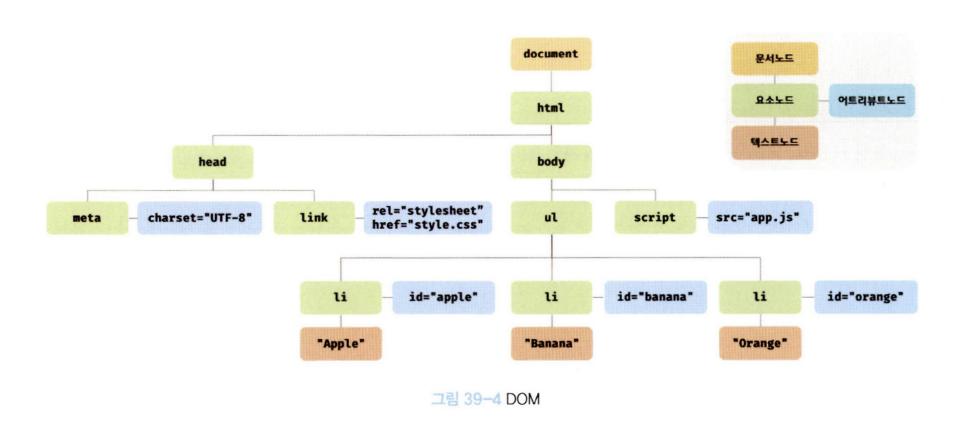 document
문서노드
요소노드
어트리뷰트노드
텍스트노드
html
head
body
meta
charset="UTF-8"
link
rel="stylesheet"
href="style.css"
ul
script
src="app.js"
li
id="apple"
li
id="banana"
li
id="orange"
"Apple"
"Banana"
"Orange"
그림 39-4 DOM